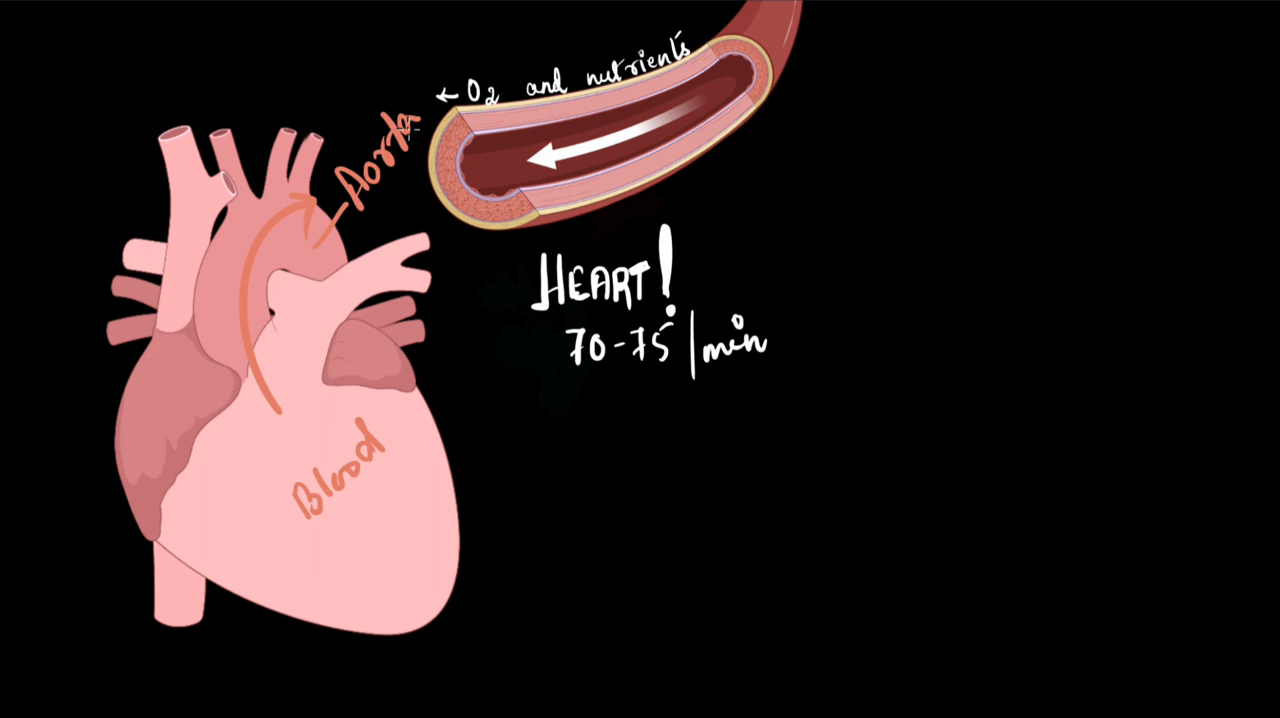 ← O2 and nutrients
Aorta
HEART!
70-75/min
Blood